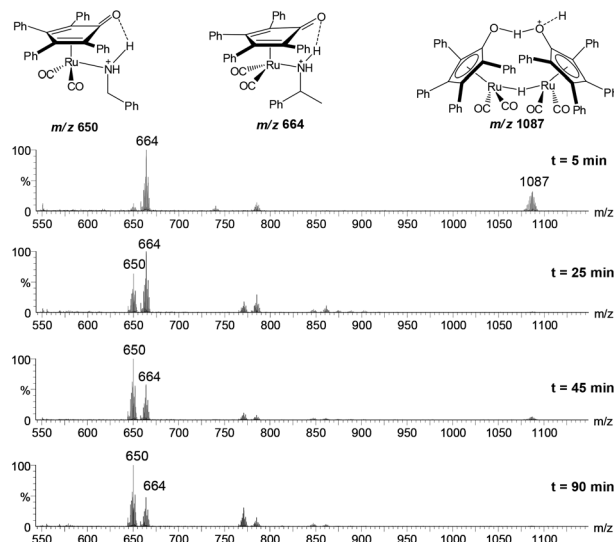 Ph Ph O
Ph Ph H
Ru NH +
OC CO
Ph
m/z 650
Ph Ph O
Ph Ph H
Ru NH +
OC CO
Ph
m/z 664
O H O + H
Ph Ph Ph Ph
Ph Ph Ph Ph
Ru H Ru
OC CO OC CO
m/z 1087
664 t = 5 min
100 1087
%
0
550 600 650 700 750 800 850 900 950 1000 1050 1100 m/z
664 t = 25 min
100 650
%
0
550 600 650 700 750 800 850 900 950 1000 1050 1100 m/z
650 t = 45 min
100 664
%
0
550 600 650 700 750 800 850 900 950 1000 1050 1100 m/z
650 t = 90 min
100 664
%
0
550 600 650 700 750 800 850 900 950 1000 1050 1100 m/z